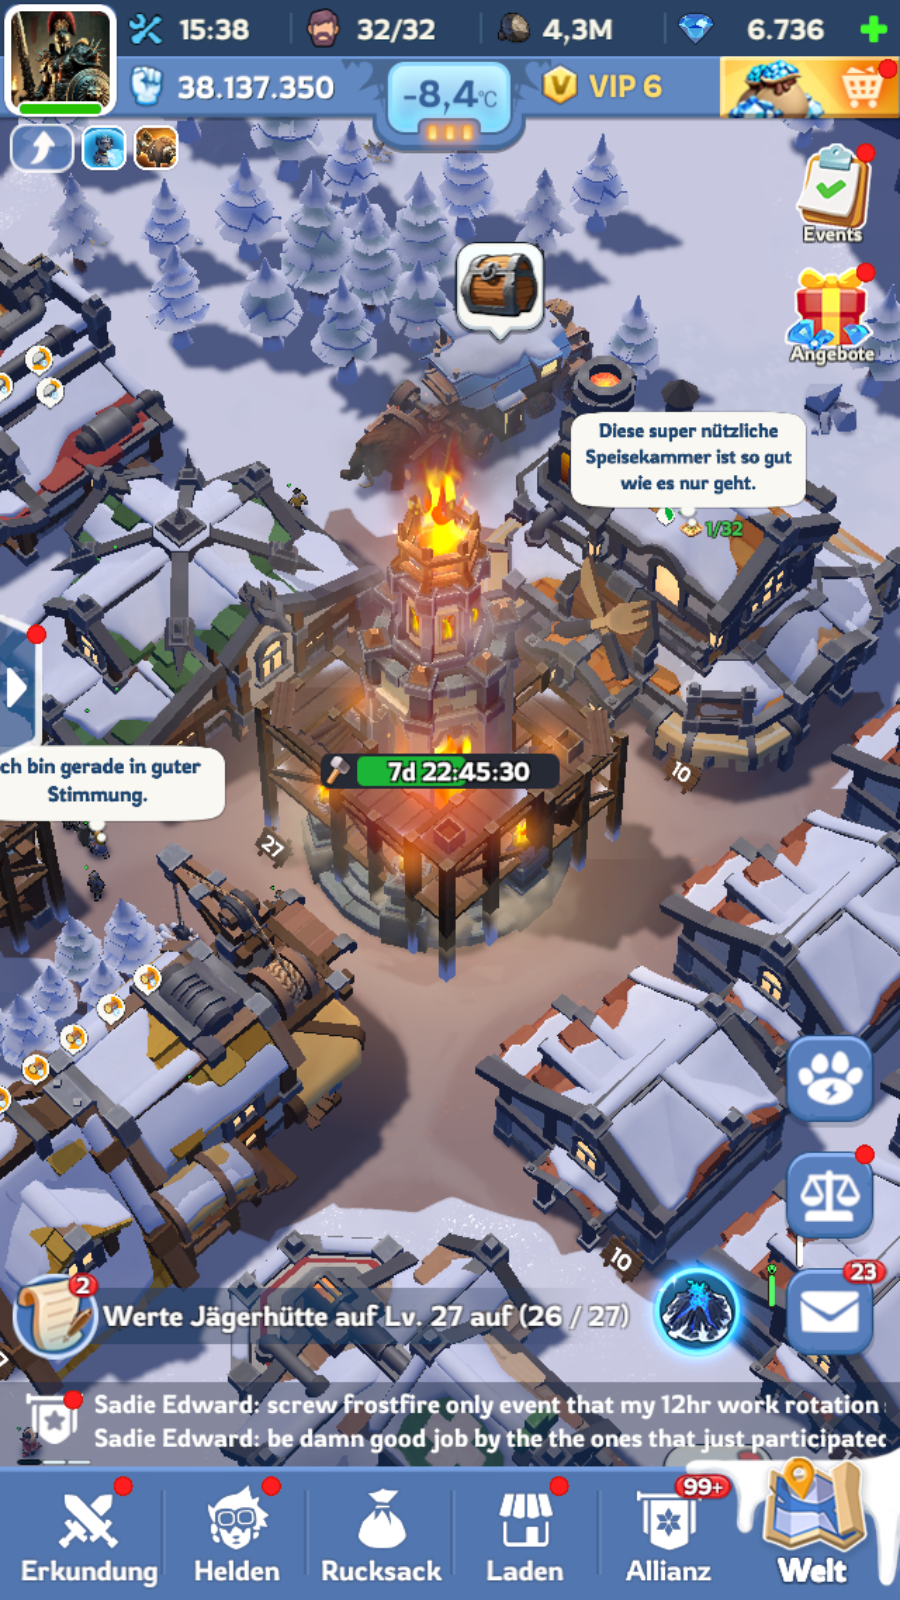 15:38
32/32
4,3M
6.736
38.137.350
-8,4°C
VIP 6
Events
Angebote
Diese super nützliche
Speisekammer ist so gut
wie es nur geht.
1/32
ch bin gerade in guter
Stimmung.
7d 22:45:30
10
27
10
2
Werte Jägerhütte auf Lv. 27 auf (26 / 27)
23
Sadie Edward: screw frostfire only event that my 12hr work rotation
Sadie Edward: be damn good job by the the ones that just participated
99+
Erkundung
Helden
Rucksack
Laden
Allianz
Welt